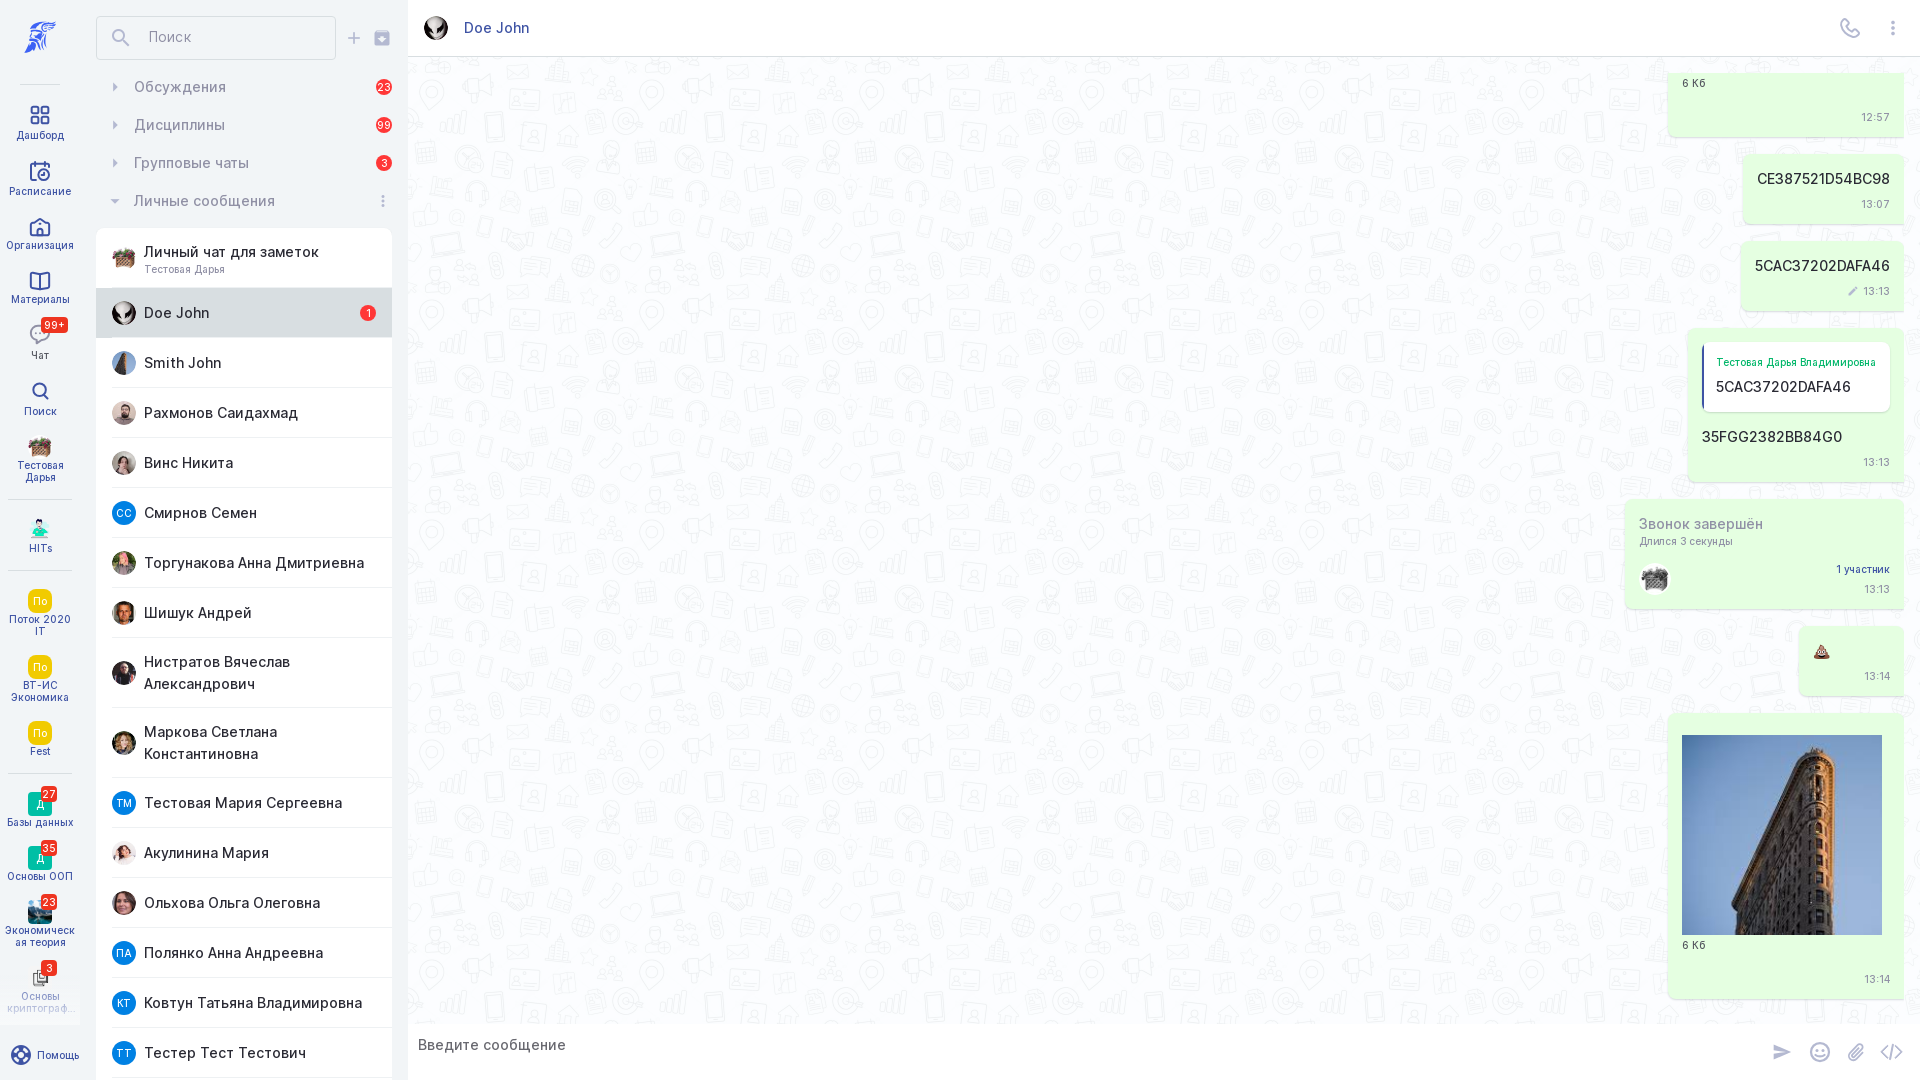 Дашборд
Расписание
Организация
Материалы
99+
Чат
Поиск
Тестовая
Дарья
HITs
По
Поток 2020
IT
По
ВТ-ИС
Экономика
По
Fest
27
Д
Базы данных
35
Д
Основы ООП
23
Экономическ
ая теория
3
Основы
криптограф...
Помощь
Поиск
Обсуждения
23
Дисциплины
99
Групповые чаты
3
Личные сообщения
Личный чат для заметок
Тестовая Дарья
Doe John
1
Smith John
Рахмонов Саидахмад
Винс Никита
СС
Смирнов Семен
Торгунакова Анна Дмитриевна
Шишук Андрей
Нистратов Вячеслав
Александрович
Маркова Светлана
Константиновна
ТМ
Тестовая Мария Сергеевна
Акулинина Мария
Ольхова Ольга Олеговна
ПА
Полянко Анна Андреевна
КТ
Ковтун Татьяна Владимировна
ТТ
Тестер Тест Тестович
Doe John
6 Кб
12:57
CE387521D54BC98
13:07
5CAC37202DAFA46
13:13
Тестовая Дарья Владимировна
5CAC37202DAFA46
35FGG2382BB84G0
13:13
Звонок завершён
Длился 3 секунды
1 участник
13:13
13:14
6 Кб
13:14
Введите сообщение